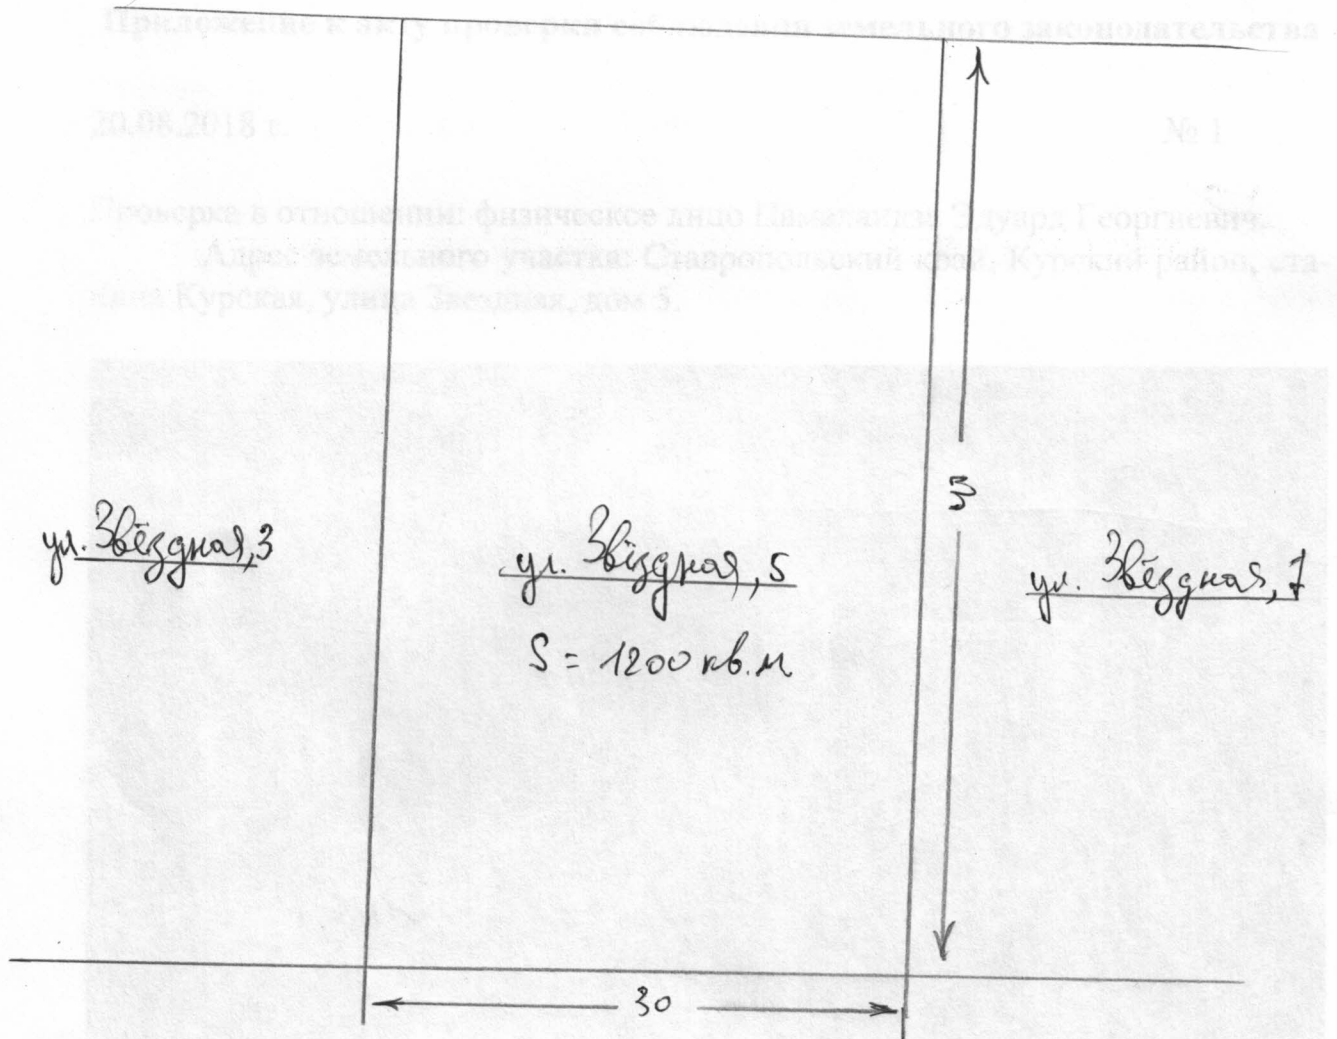 Приложение к акту проверки соблюдения земельного законодательства
20.08.2018 г.
№ 1
Проверка в отношении: физическое лицо Эдуард Георгиевич
Адрес земельного участка: Ставропольский край, Курский район, ста-
ница Курская, улица Звездная, дом 5.
ул. Звёздная, 3
ул. Звёздная, 5
ул. Звёздная, 7
S = 1200 кв.м
30